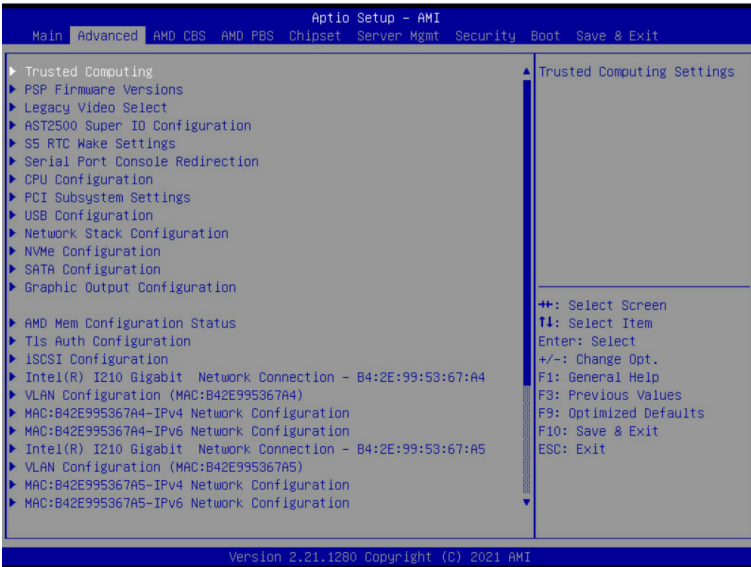 Aptio Setup – AMI
Main Advanced AMD CBS AMD PBS Chipset Server Mgmt Security Boot Save & Exit
Trusted Computing
PSP Firmware Versions
Legacy Video Select
AST2500 Super IO Configuration
S5 RTC Wake Settings
Serial Port Console Redirection
CPU Configuration
PCI Subsystem Settings
USB Configuration
Network Stack Configuration
NVMe Configuration
SATA Configuration
Graphic Output Configuration
AMD Mem Configuration Status
Tls Auth Configuration
iSCSI Configuration
Intel(R) I210 Gigabit  Network Connection – B4:2E:99:53:67:A4
VLAN Configuration (MAC:B42E995367A4)
MAC:B42E995367A4–IPv4 Network Configuration
MAC:B42E995367A4–IPv6 Network Configuration
Intel(R) I210 Gigabit  Network Connection – B4:2E:99:53:67:A5
VLAN Configuration (MAC:B42E995367A5)
MAC:B42E995367A5–IPv4 Network Configuration
MAC:B42E995367A5–IPv6 Network Configuration
Trusted Computing Settings
→←: Select Screen
↑↓: Select Item
Enter: Select
+/–: Change Opt.
F1: General Help
F3: Previous Values
F9: Optimized Defaults
F10: Save & Exit
ESC: Exit
Version 2.21.1280 Copyright (C) 2021 AMI